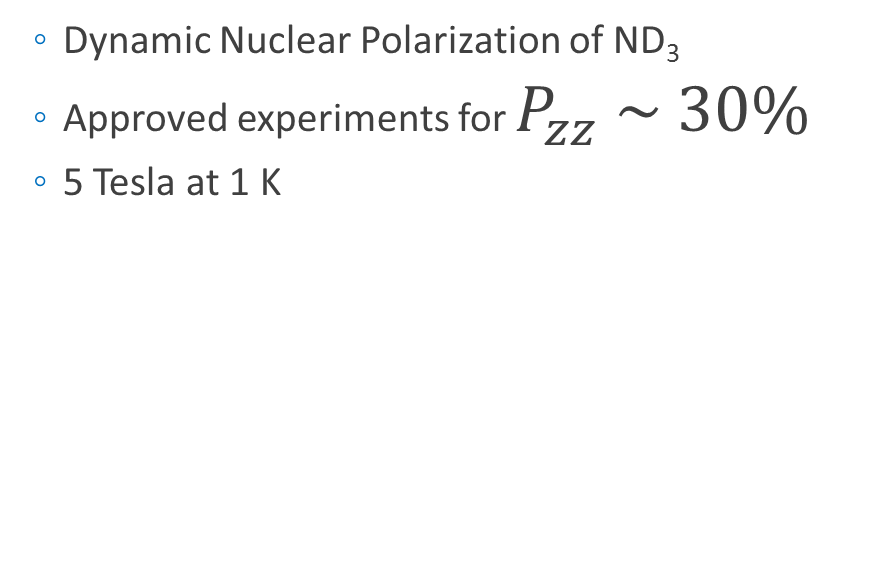 ◦ Dynamic Nuclear Polarization of ND₃
◦ Approved experiments for P_zz ~ 30%
◦ 5 Tesla at 1 K